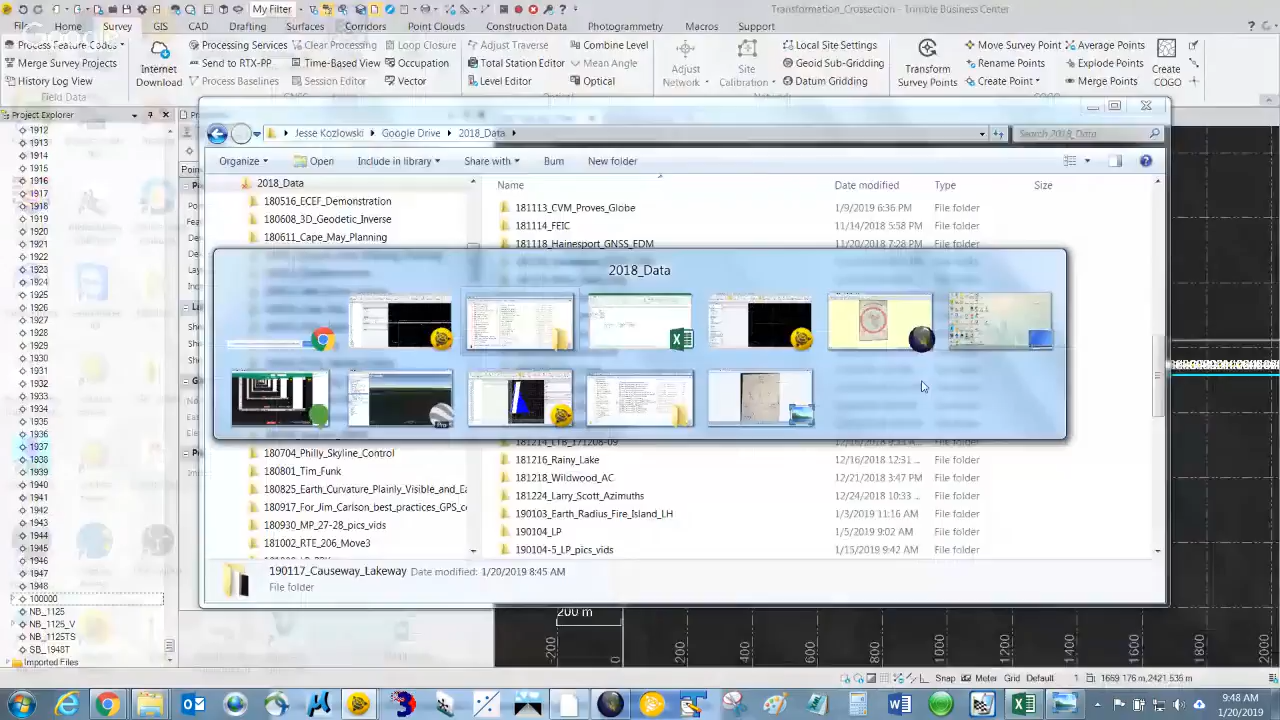 My Filter
Transformation_Crossection - Trimble Business Center
File Home Survey GIS CAD Drafting Surfaces Corridors Point Clouds Construction Data Photogrammetry Macros Support
Process Feature Codes Processing Services Clear Processing Loop Closure Adjust Traverse Combine Level Local Site Settings Move Survey Point Average Points
Merge Survey Projects Send to RTX-PP Time-Based View Occupation Total Station Editor Mean Angle Geoid Sub-Gridding Rename Points Explode Points
History Log View Internet Download Process Baselines Session Editor Vector Level Editor Optical Adjust Network Site Calibration Datum Gridding Transform Survey Points Create Point Merge Points Create COGO
Field Data
Project Explorer
Jesse Kozlowski Google Drive 2018_Data
Search 2018_Data
Organize Open Include in library New folder
Name Date modified Type Size
2018_Data
180516_ECEF_Demonstration
180608_3D_Geodetic_Inverse
181113_CVM_Proves_Globe 1/9/2019 6:36 PM File folder
File folder
181118_Hainesport_GNSS_EDM 11/20/2018 7:28 PM File folder
2018_Data
180704_Philly_Skyline_Control
180801_Tim_Funk
180825_Earth_Curvature_Plainly_Visible_and_Ea
180917_For_Jim_Carlson_best_practices_GPS_co
180930_MP_27-28_pics_vids
181002_RTE_206_Move3
181216_Rainy_Lake 12/16/2018 12:31 ... File folder
181218_Wildwood_AC 12/21/2018 3:47 PM File folder
181224_Larry_Scott_Azimuths 12/24/2018 10:33 ... File folder
190103_Earth_Radius_Fire_Island_LH 1/3/2019 11:16 AM File folder
190104_LP 1/5/2019 9:02 AM File folder
190104-5_LP_pics_vids 1/15/2019 9:42 AM File folder
190117_Causeway_Lakeway Date modified: 1/20/2019 8:45 AM
File folder
1912
1913
1914
1915
1916
1917
1918
1919
1920
1921
1922
1923
1924
1925
1926
1927
1928
1929
1930
1931
1932
1933
1934
1935
1936
1937
1938
1939
1940
1941
1942
1943
1944
1945
1946
1947
1948
100000
NB_1125
NB_1125_V
NB_1125TS
SB_1948T
Imported Files
200 m
-200 0 200 400 600 800 1000 1200 1400 1600 1800 2000
Snap Meter Grid Default 1 1669.176 m,2421.535 m
9:48 AM
1/20/2019